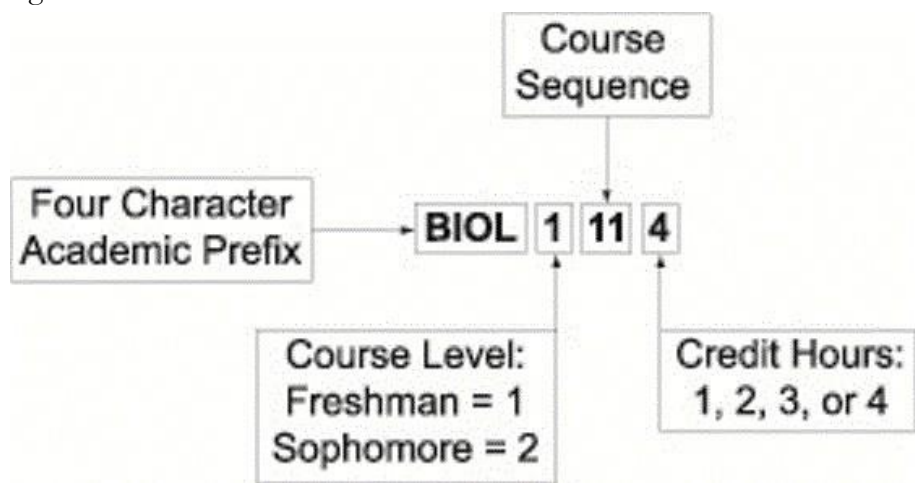 Course
Sequence
Four Character
Academic Prefix
BIOL 1 11 4
Course Level:
Freshman = 1
Sophomore = 2
Credit Hours:
1, 2, 3, or 4